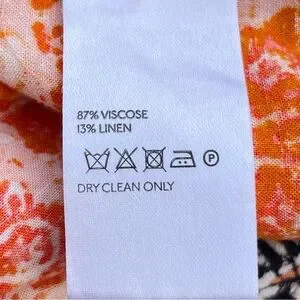 87% VISCOSE
13% LINEN
P
DRY CLEAN ONLY